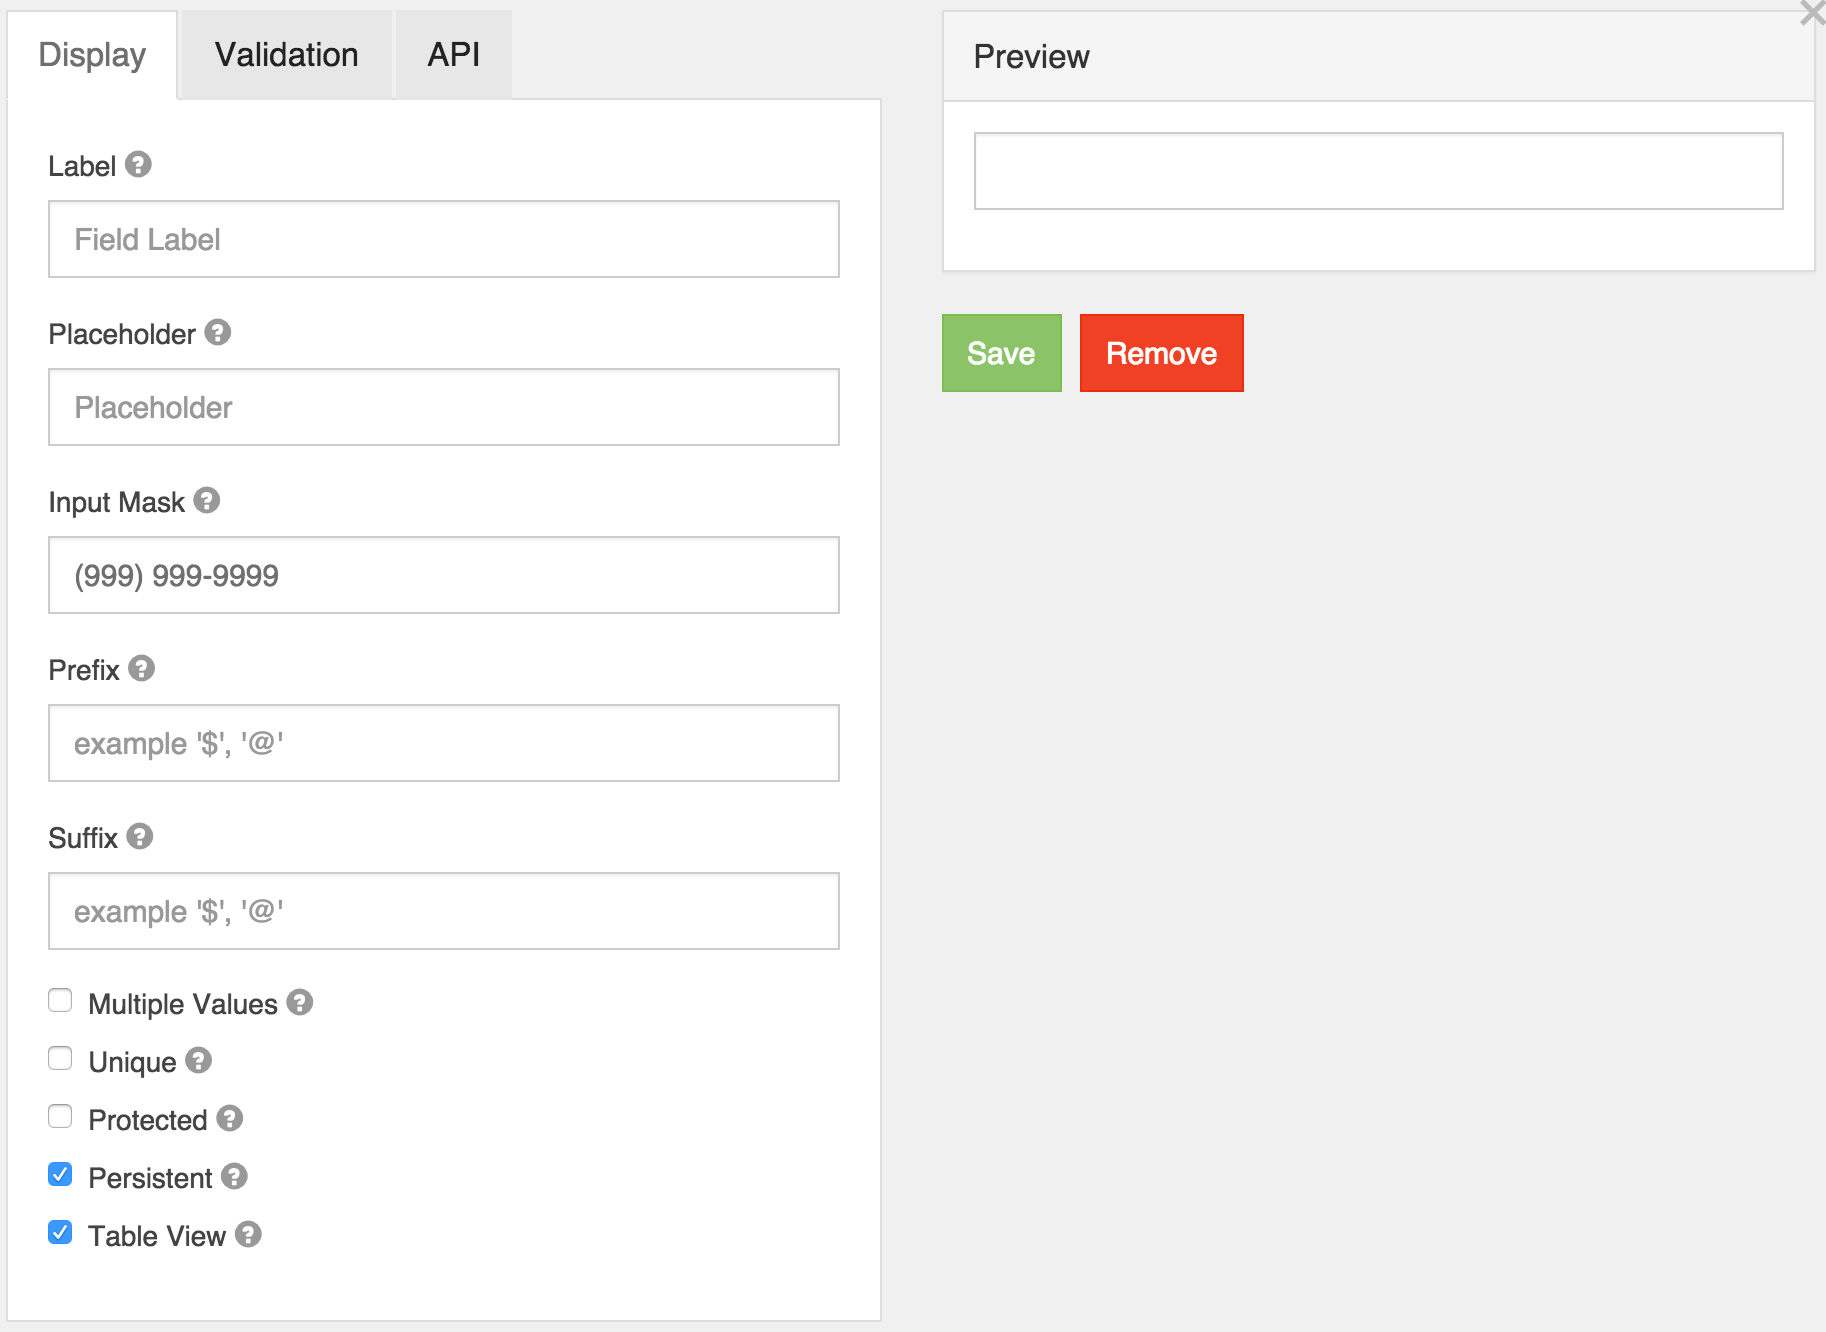 Display Validation API
Label ?
Field Label
Placeholder ?
Placeholder
Input Mask ?
(999) 999-9999
Prefix ?
example '$', '@'
Suffix ?
example '$', '@'
Multiple Values ?
Unique ?
Protected ?
Persistent ?
Table View ?
Preview
Save Remove